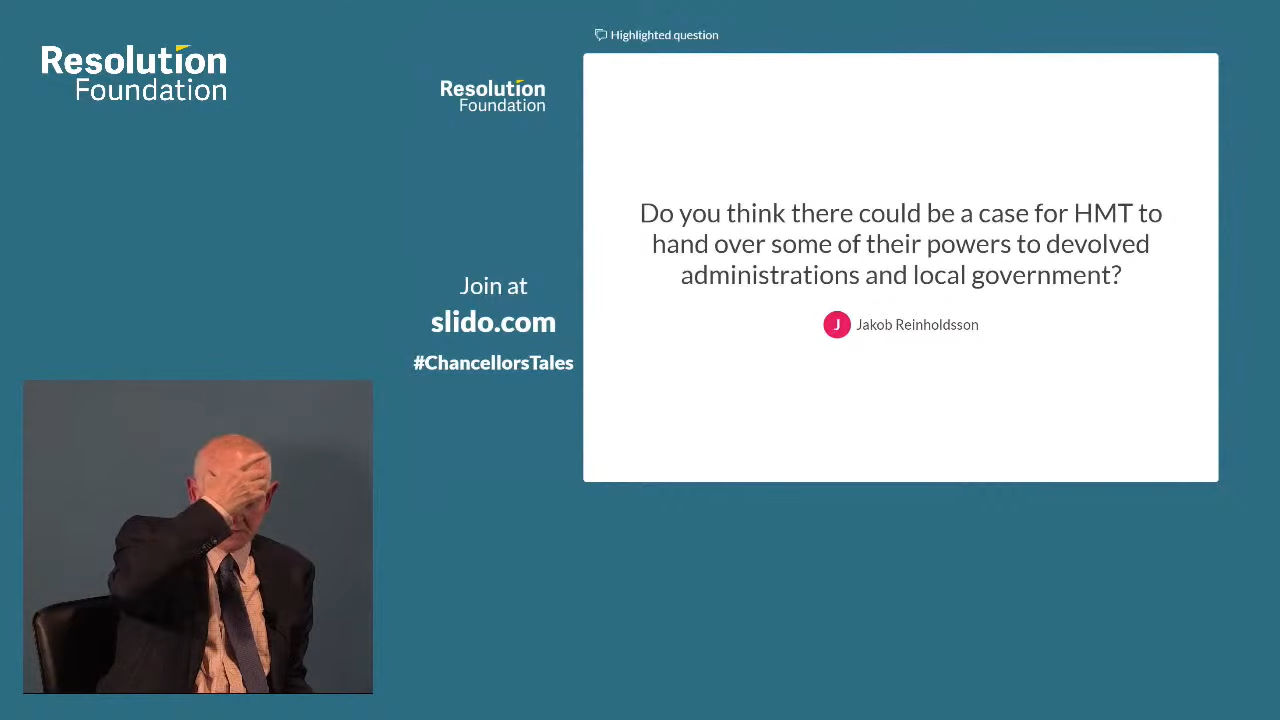 Resolution
Foundation
Highlighted question
Resolution
Foundation
Join at
slido.com
#ChancellorsTales
Do you think there could be a case for HMT to
hand over some of their powers to devolved
administrations and local government?
J Jakob Reinholdsson